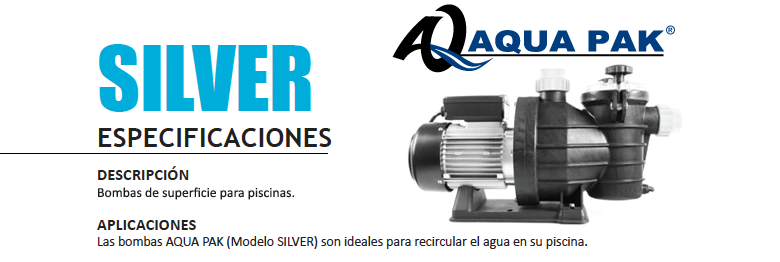 SILVER
AQUA PAK®
ESPECIFICACIONES
DESCRIPCIÓN
Bombas de superficie para piscinas.
APLICACIONES
Las bombas AQUA PAK (Modelo SILVER) son ideales para recircular el agua en su piscina.